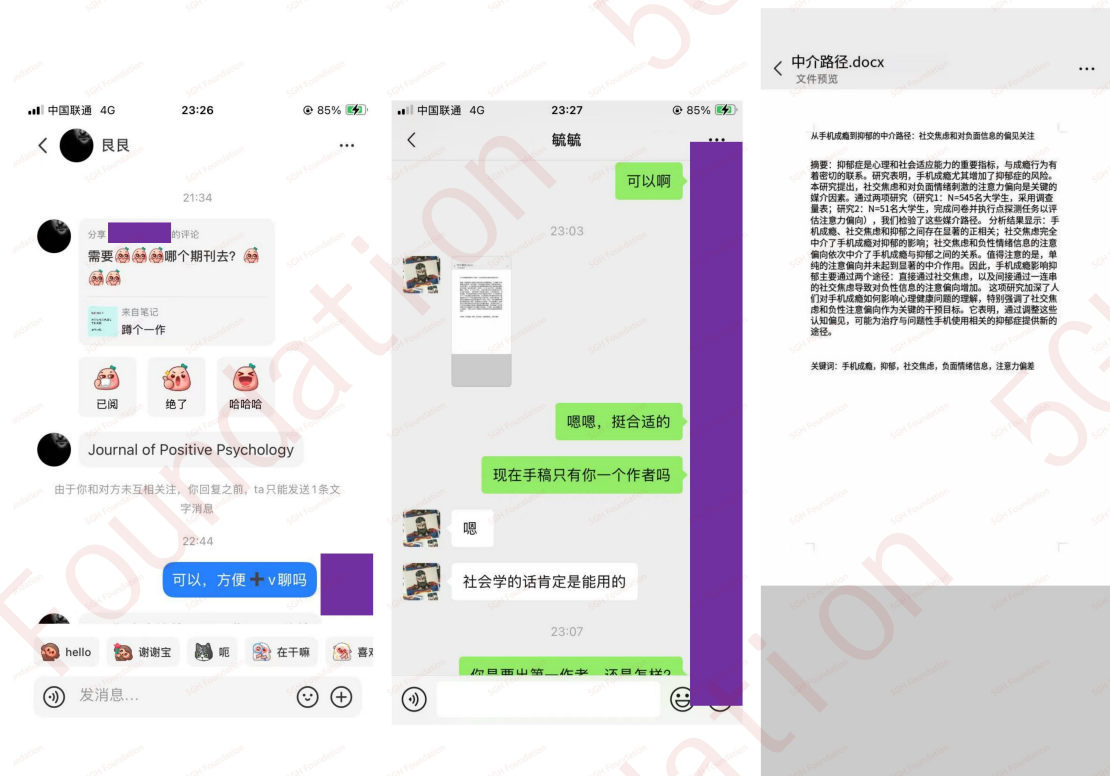 中国联通 4G
23:26
85%
艮艮
21:34
分享
的评论
需要
哪个期刊去？
来自笔记
蹲个一作
已阅
绝了
哈哈哈
Journal of Positive Psychology
由于你和对方未互相关注，你回复之前，ta只能发送1条文
字消息
22:44
可以，方便➕v聊吗
hello
谢谢宝
呃
在干嘛
发消息...
中国联通 4G
23:27
85%
毓毓
可以啊
23:03
嗯嗯，挺合适的
现在手稿只有你一个作者吗
嗯
社会学的话肯定是能用的
23:07
你是要出第一作者，还是怎样？
中介路径.docx
文件预览
从手机成瘾到抑郁的中介路径：社交焦虑和对负面信息的偏见关注
摘要：抑郁症是心理和社会适应能力的重要指标，与成瘾行为有
着密切的联系。研究表明，手机成瘾尤其增加了抑郁症的风险。
本研究提出，社交焦虑和对负面情绪刺激的注意力偏向是关键的
媒介因素。通过两项研究（研究1：N=545名大学生，采用调查
量表；研究2：N=51名大学生，完成问卷并执行点探测任务以评
估注意力偏向），我们检验了这些媒介路径。 分析结果显示：手
机成瘾、社交焦虑和抑郁之间存在显著的正相关；社交焦虑完全
中介了手机成瘾对抑郁的影响；社交焦虑和负性情绪信息的注意
偏向依次中介了手机成瘾与抑郁之间的关系。值得注意的是，单
纯的注意偏向并未起到显著的中介作用。因此，手机成瘾影响抑
郁主要通过两个途径：直接通过社交焦虑，以及间接通过一连串
的社交焦虑导致对负性信息的注意偏向增加。 这项研究加深了人
们对手机成瘾如何影响心理健康问题的理解，特别强调了社交焦
虑和负性注意偏向作为关键的干预目标。它表明，通过调整这些
认知偏见，可能为治疗与问题性手机使用相关的抑郁症提供新的
途径。
关键词：手机成瘾，抑郁，社交焦虑，负面情绪信息，注意力偏差
SGH Foundation